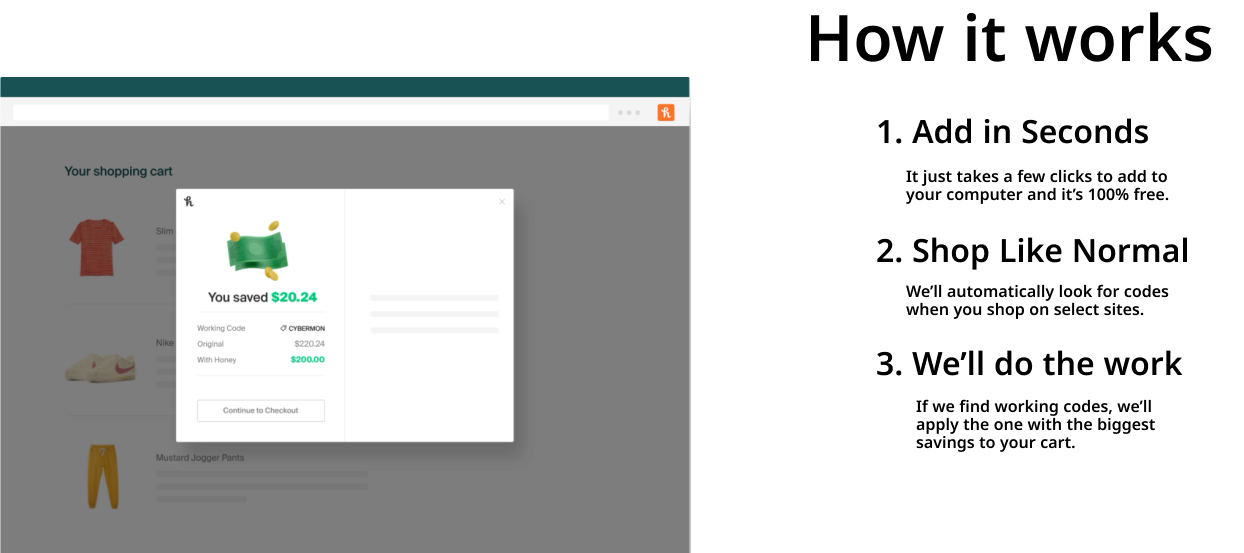 How it works
1. Add in Seconds
It just takes a few clicks to add to
your computer and it’s 100% free.
2. Shop Like Normal
We’ll automatically look for codes
when you shop on select sites.
3. We’ll do the work
If we find working codes, we’ll
apply the one with the biggest
savings to your cart.
Your shopping cart
Slim
Nike
Mustard Jogger Pants
h
You saved $20.24
Working Code CYBERMON
Original $220.24
With Honey $200.00
Continue to Checkout
h